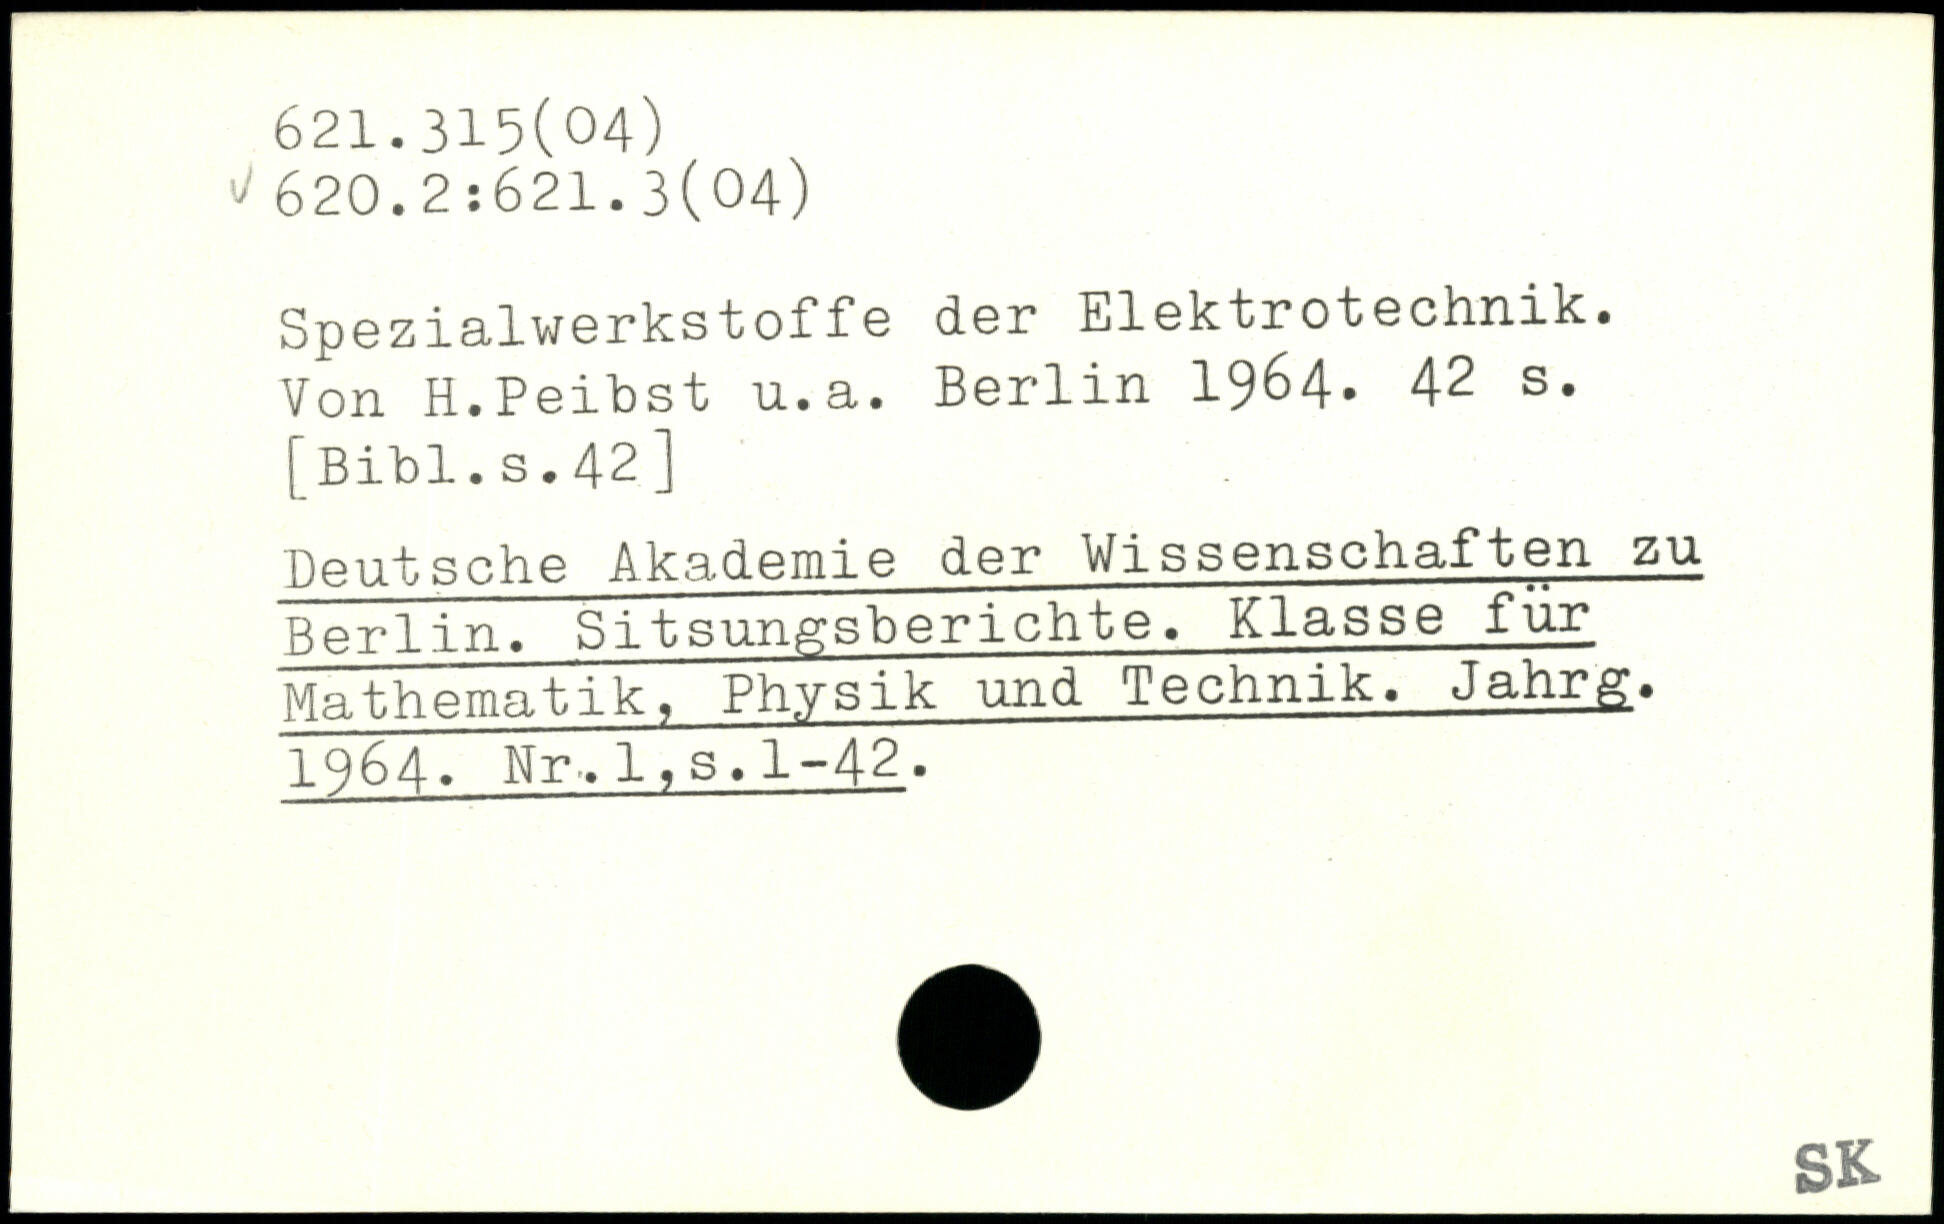 621.315(04)
✓ 620.2:621.3(04)
Spezialwerkstoffe der Elektrotechnik.
Von H.Peibst u.a. Berlin 1964. 42 s.
[Bibl.s.42]
Deutsche Akademie der Wissenschaften zu
Berlin. Sitsungsberichte. Klasse für
Mathematik, Physik und Technik. Jahrg.
1964. Nr.1,s.1-42.
SK